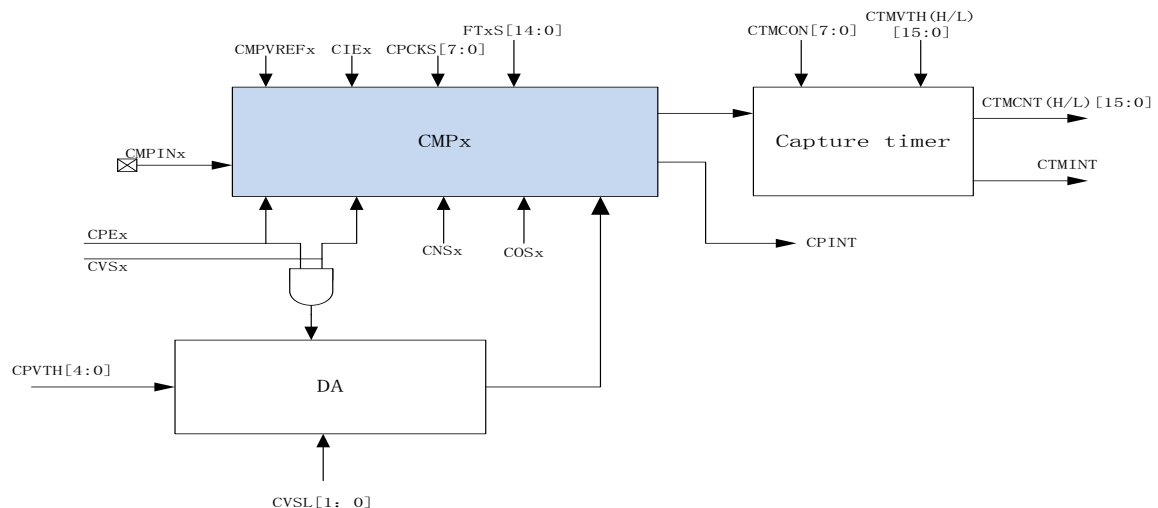 CTMVTH(H/L)
FTxS[14:0]
CTMCON[7:0]
[15:0]
CMPVREFx
CIEx
CPCKS[7:0]
CTMCNT(H/L)[15:0]
CMPx
Capture timer
CMPINx
CTMINT
CPEx
CNSx
COSx
CPINT
CVSx
CPVTH[4:0]
DA
CVSL[1: 0]